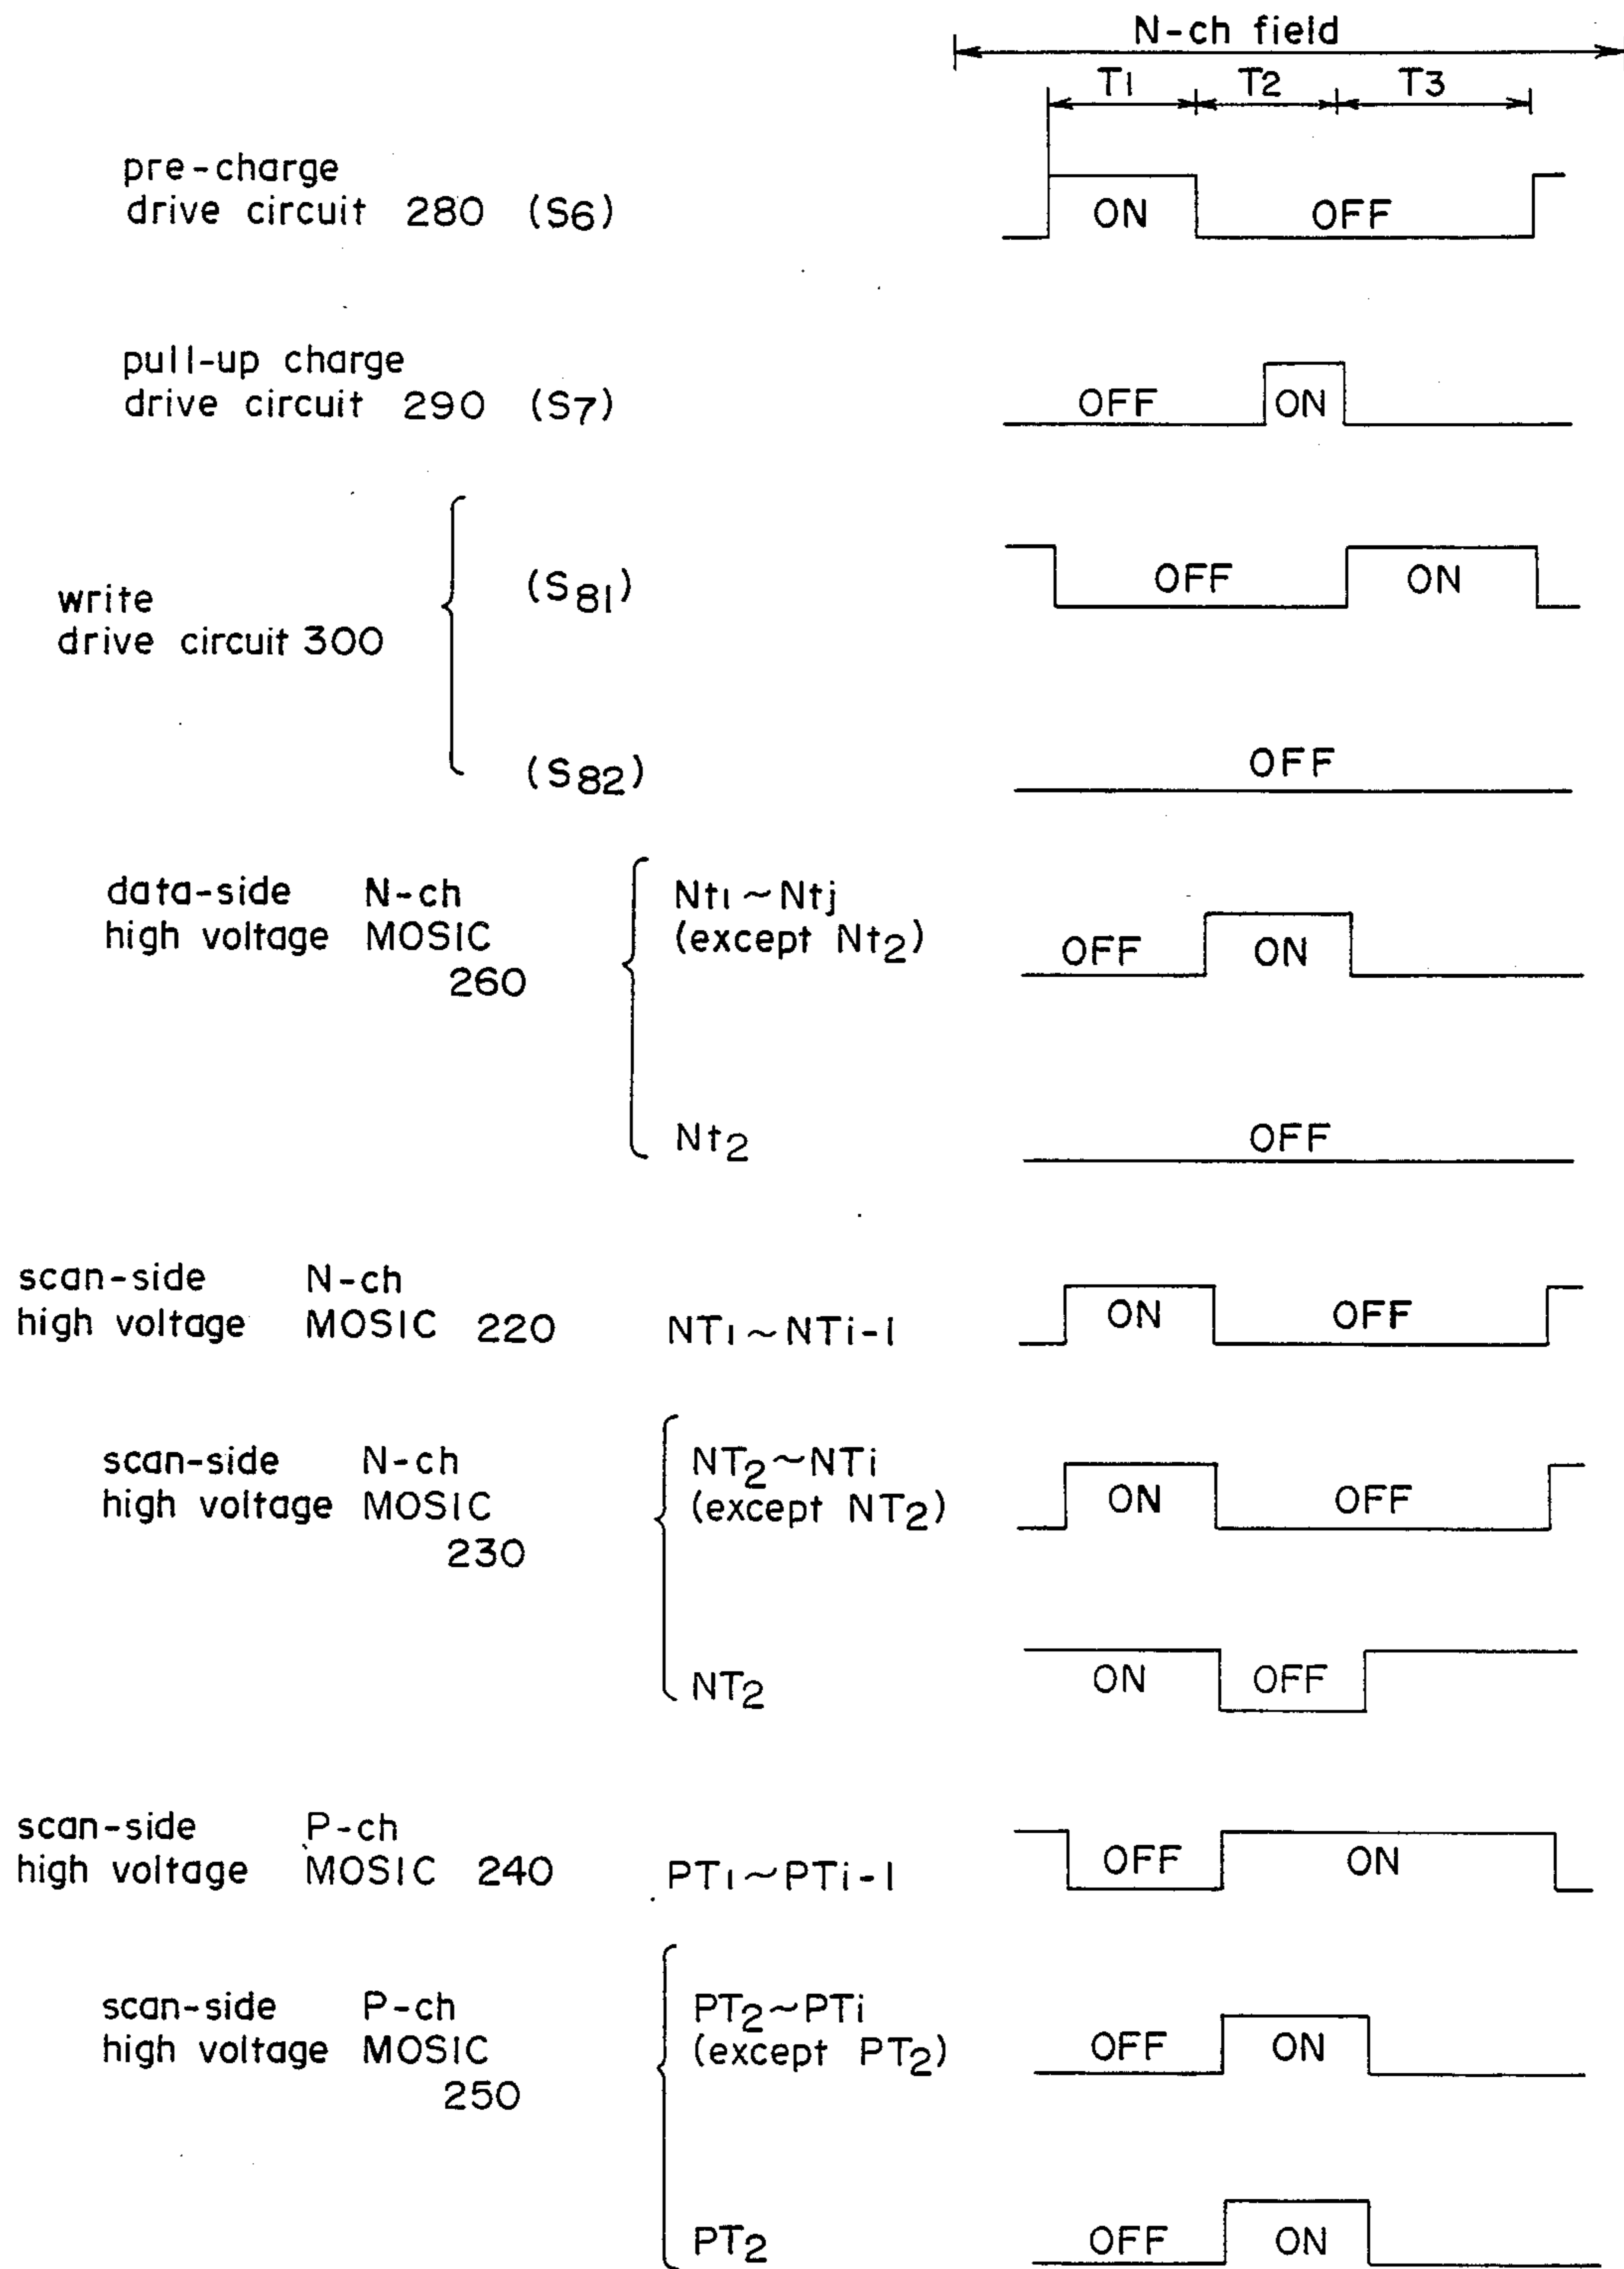 N-ch field
T1 T2 T3
pre-charge
drive circuit 280 (S6)
ON OFF
pull-up charge
drive circuit 290 (S7)
OFF ON
write
drive circuit 300
(S81)
OFF ON
(S82)
OFF
data-side N-ch
high voltage MOSIC
260
Nt1~Ntj
(except Nt2)
OFF ON
Nt2
OFF
scan-side N-ch
high voltage MOSIC 220 NT1~NTi-1
ON OFF
scan-side N-ch
high voltage MOSIC
230
NT2~NTi
(except NT2)
ON OFF
NT2
ON OFF
scan-side P-ch
high voltage MOSIC 240 PT1~PTi-1
OFF ON
scan-side P-ch
high voltage MOSIC
250
PT2~PTi
(except PT2)
OFF ON
PT2
OFF ON